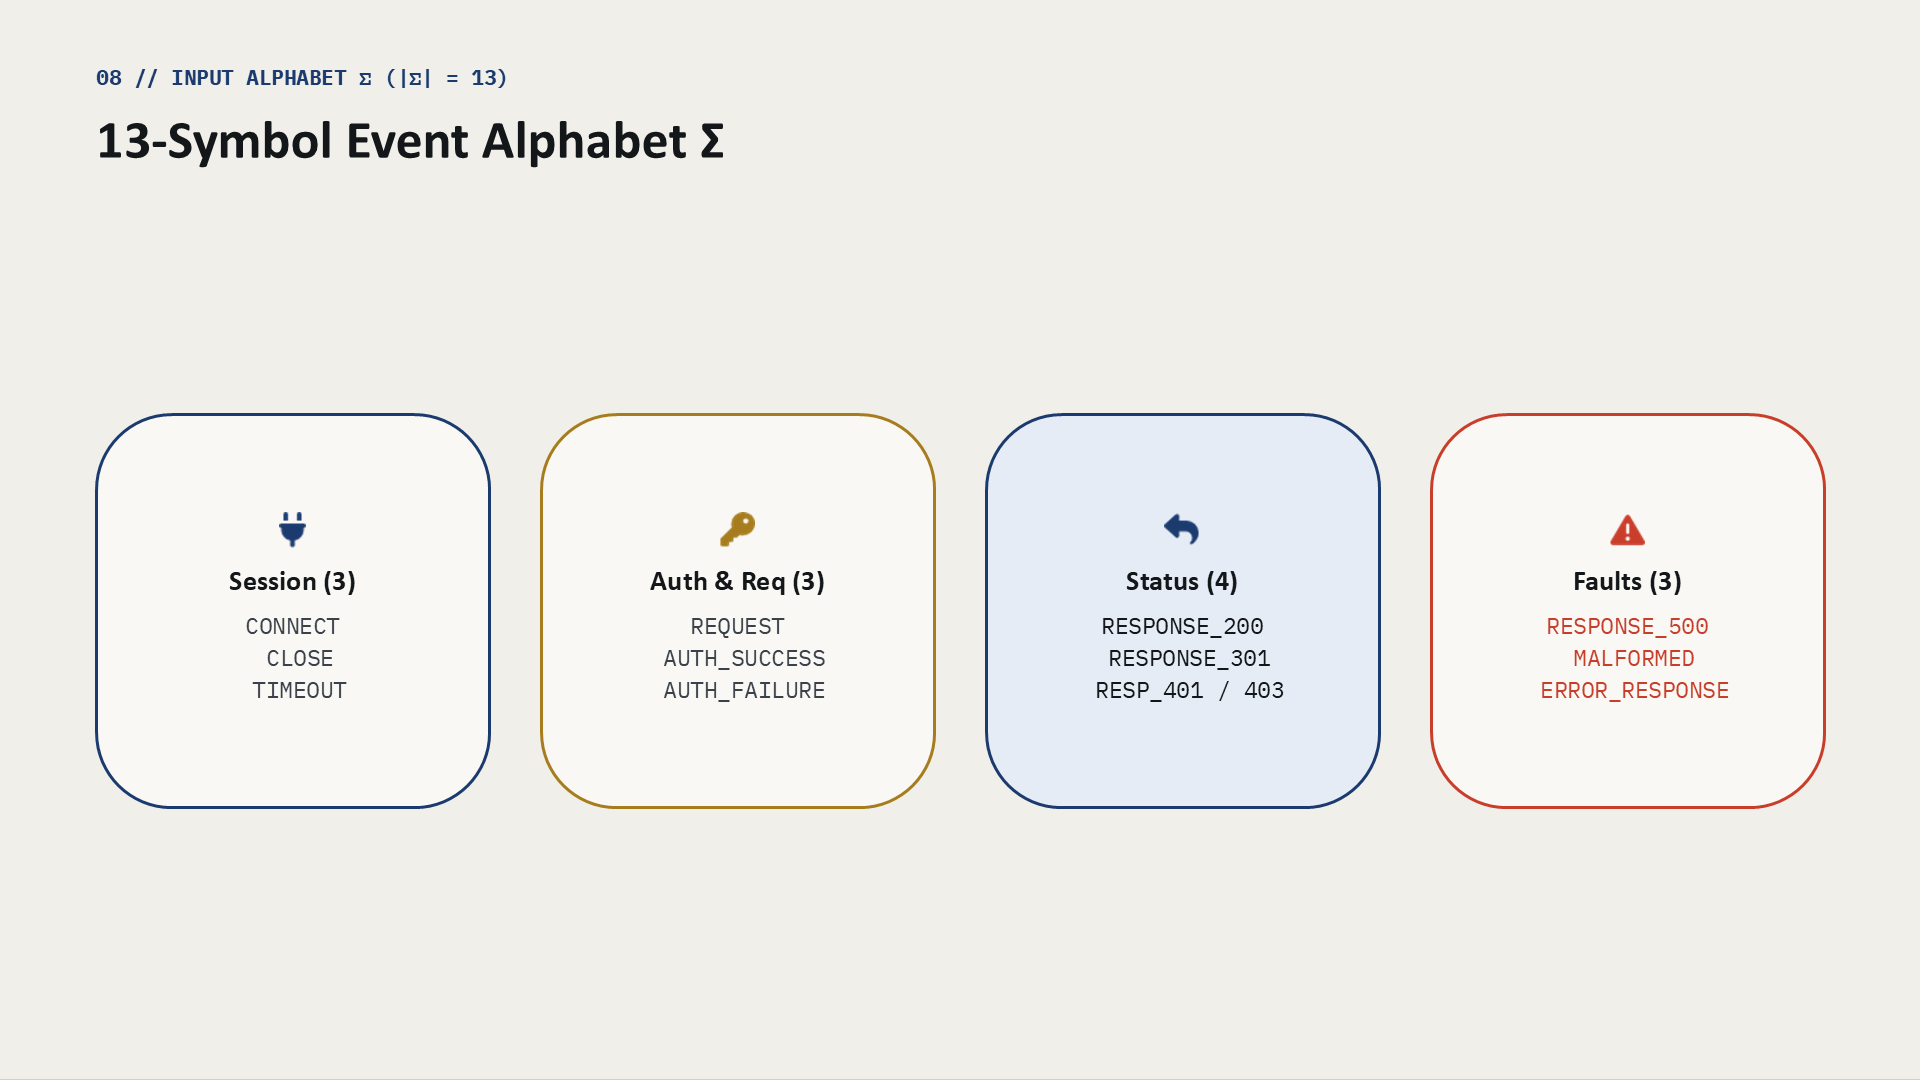 08 // INPUT ALPHABET Σ (|Σ| = 13)
13-Symbol Event Alphabet Σ
Session (3)
CONNECT
CLOSE
TIMEOUT
Auth & Req (3)
REQUEST
AUTH_SUCCESS
AUTH_FAILURE
Status (4)
RESPONSE_200
RESPONSE_301
RESP_401 / 403
Faults (3)
RESPONSE_500
MALFORMED
ERROR_RESPONSE